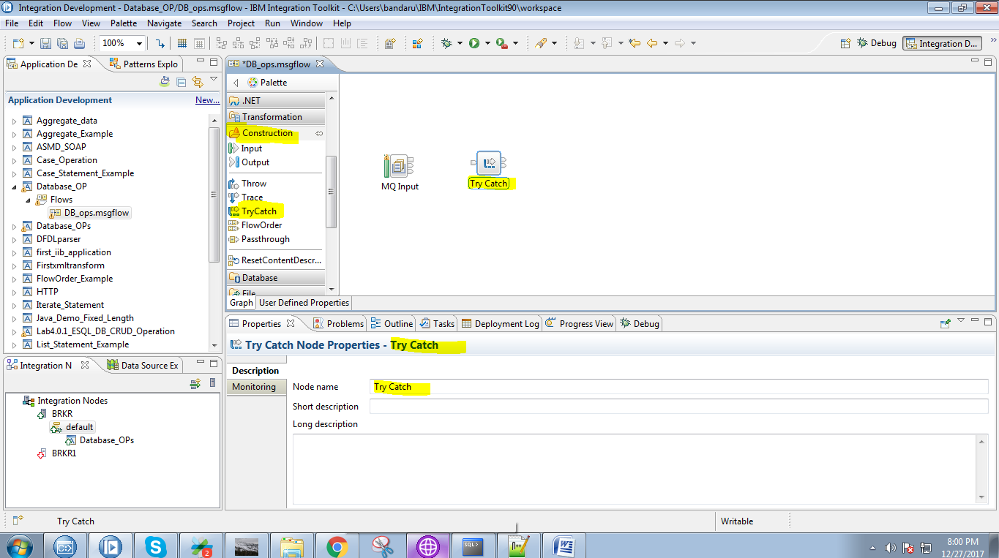 Integration Development - Database_OP/DB_ops.msgflow - IBM Integration Toolkit - C:\Users\bandaru\IBM\IntegrationToolkit90\workspace
File Edit Flow View Palette Navigate Search Project Run Window Help
100%
Debug
Integration D...
Application De
Patterns Explo
Application Development
New...
Aggregate_data
Aggregate_Example
ASMD_SOAP
Case_Operation
Case_Statement_Example
Database_OP
Flows
DB_ops.msgflow
Database_OPs
DFDLparser
first_iib_application
Firstxmltransform
FlowOrder_Example
HTTP
Iterate_Statement
Java_Demo_Fixed_Length
Lab4.0.1_ESQL_DB_CRUD_Operation
List_Statement_Example
Integration N
Data Source Ex
Integration Nodes
BRKR
default
Database_OPs
BRKR1
*DB_ops.msgflow
Palette
.NET
Transformation
Construction
Input
Output
Throw
Trace
TryCatch
FlowOrder
Passthrough
ResetContentDescr...
Database
File
MQ Input
Try Catch
Graph
User Defined Properties
Properties
Problems
Outline
Tasks
Deployment Log
Progress View
Debug
Try Catch Node Properties - Try Catch
Description
Monitoring
Node name
Try Catch
Short description
Long description
Try Catch
Writable
C:\
2
SQL>
n++
W
8:00 PM
12/27/2017